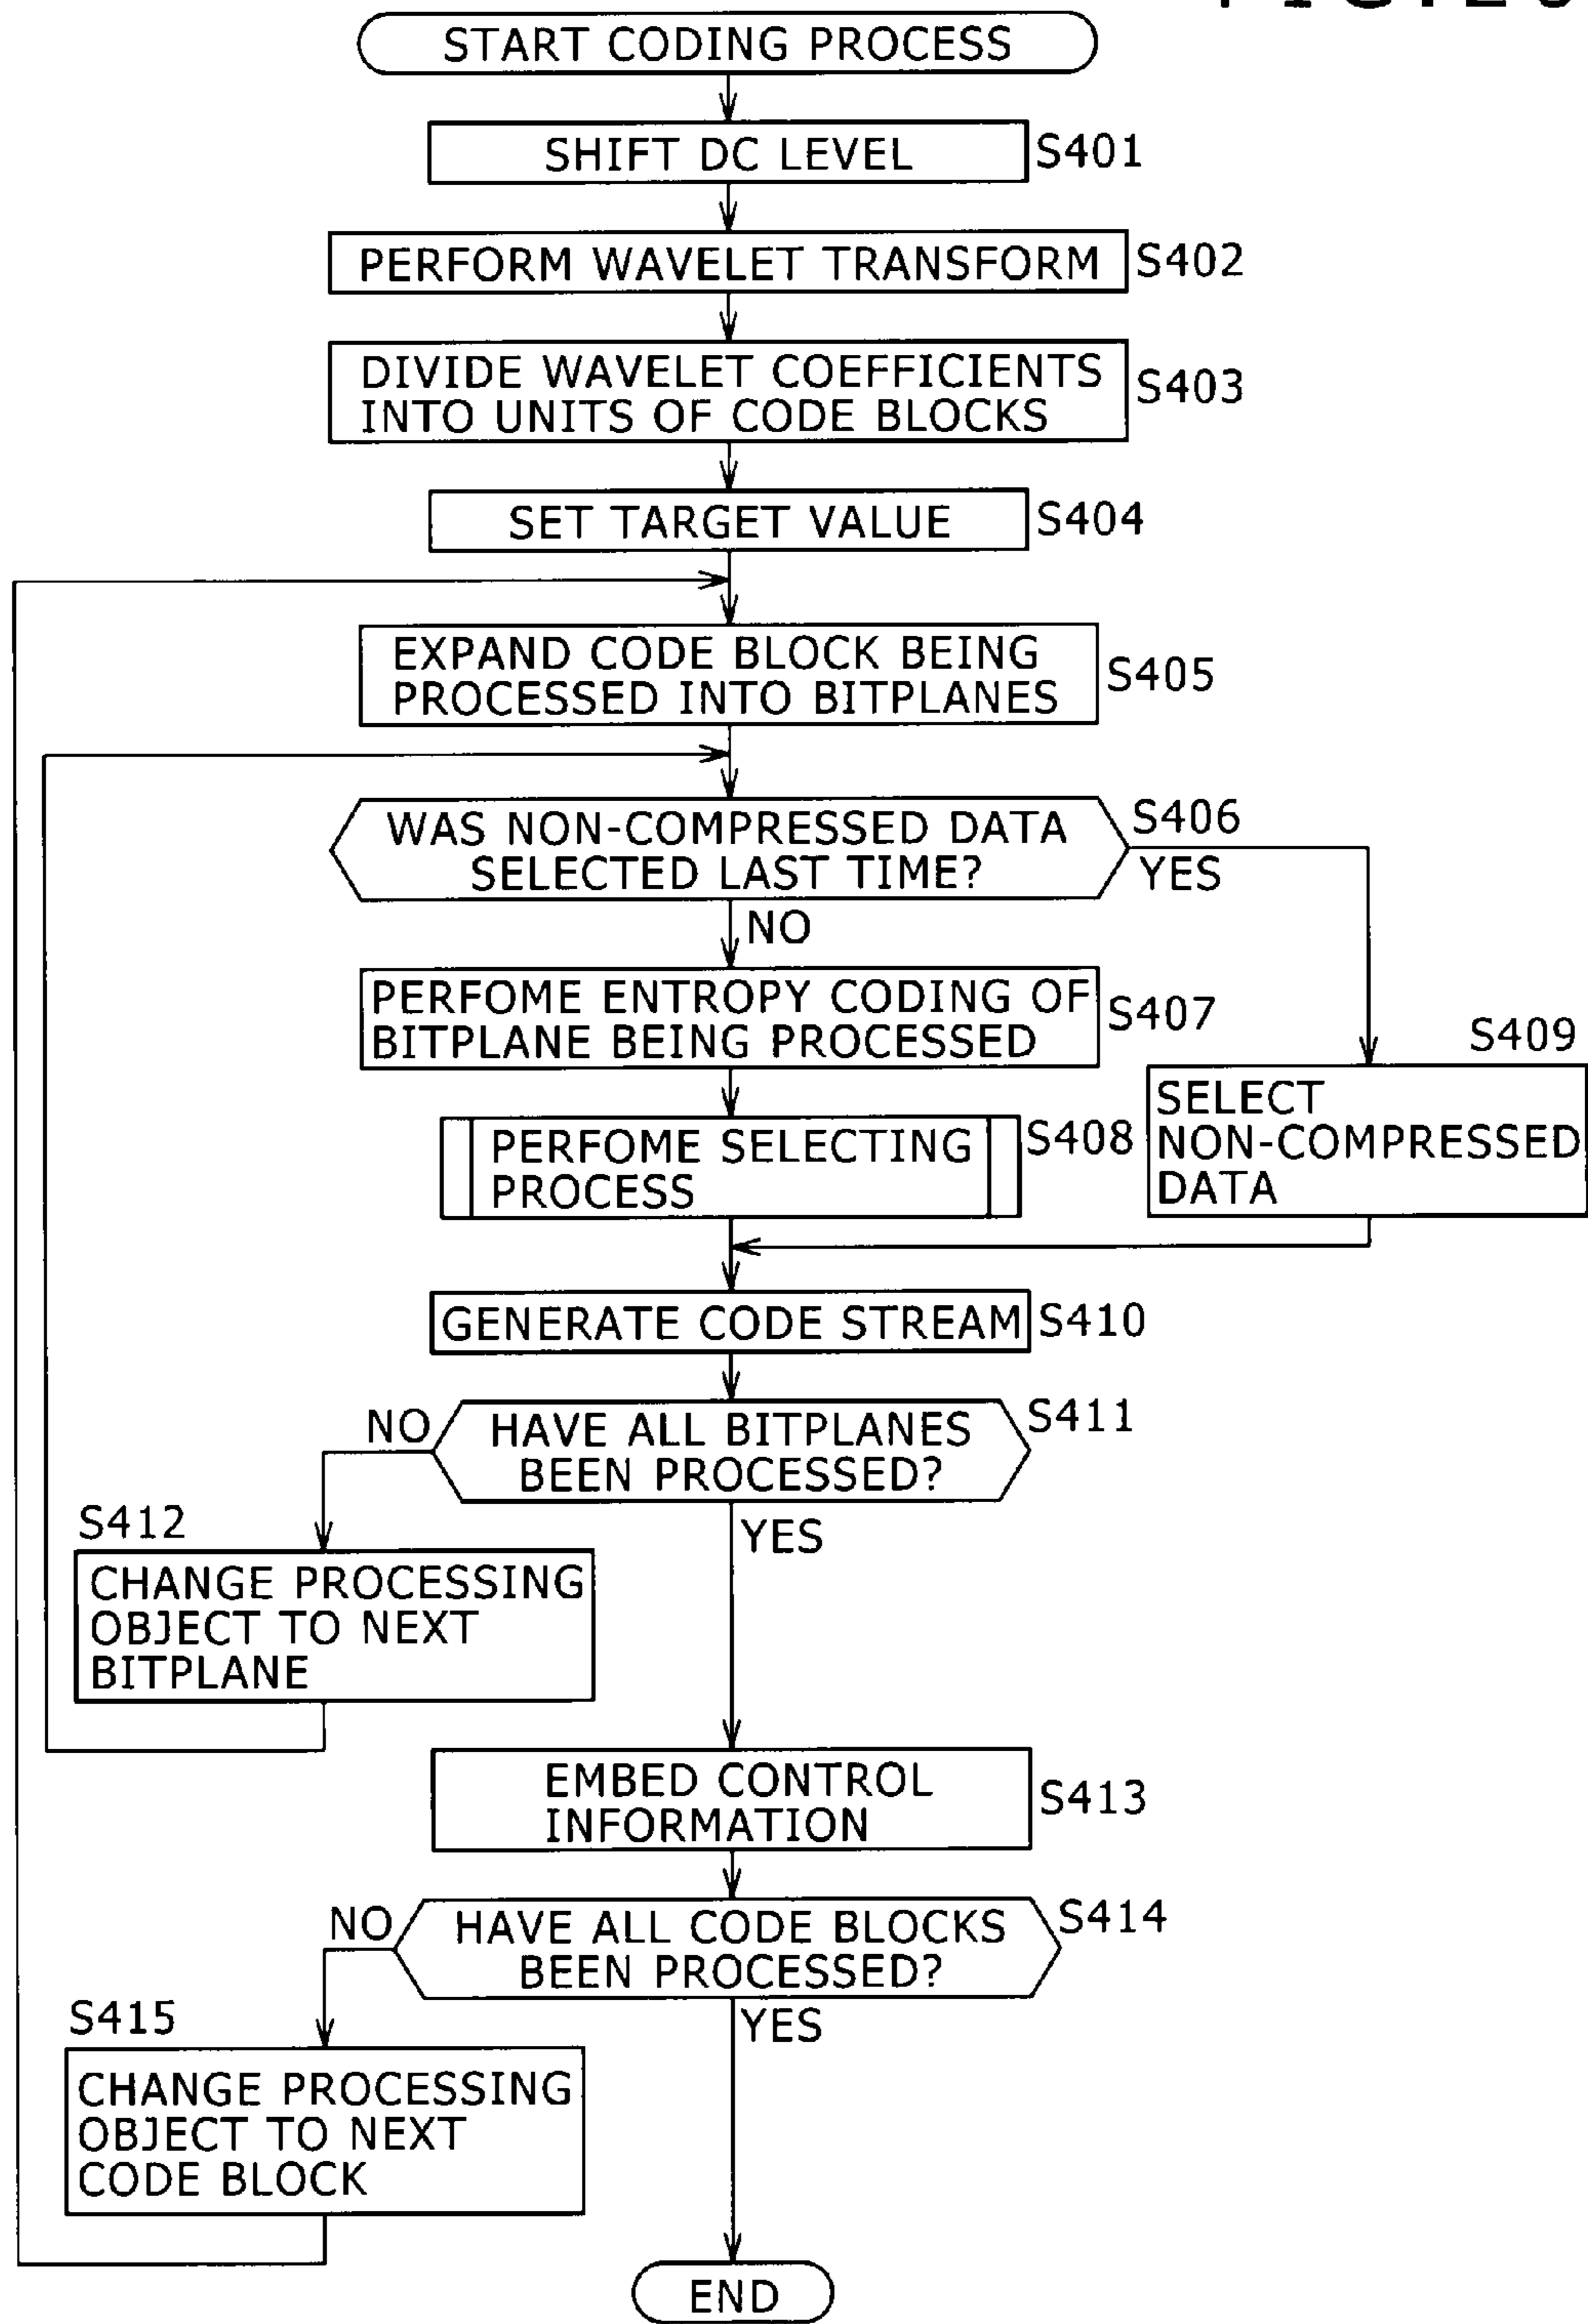 START CODING PROCESS
SHIFT DC LEVEL
S401
PERFORM WAVELET TRANSFORM
S402
DIVIDE WAVELET COEFFICIENTS
INTO UNITS OF CODE BLOCKS
S403
SET TARGET VALUE
S404
EXPAND CODE BLOCK BEING
PROCESSED INTO BITPLANES
S405
WAS NON-COMPRESSED DATA
SELECTED LAST TIME?
S406
YES
NO
PERFOME ENTROPY CODING OF
BITPLANE BEING PROCESSED
S407
PERFOME SELECTING
PROCESS
S408
S409
SELECT
NON-COMPRESSED
DATA
GENERATE CODE STREAM
S410
HAVE ALL BITPLANES
BEEN PROCESSED?
S411
NO
YES
S412
CHANGE PROCESSING
OBJECT TO NEXT
BITPLANE
EMBED CONTROL
INFORMATION
S413
HAVE ALL CODE BLOCKS
BEEN PROCESSED?
S414
NO
YES
S415
CHANGE PROCESSING
OBJECT TO NEXT
CODE BLOCK
END